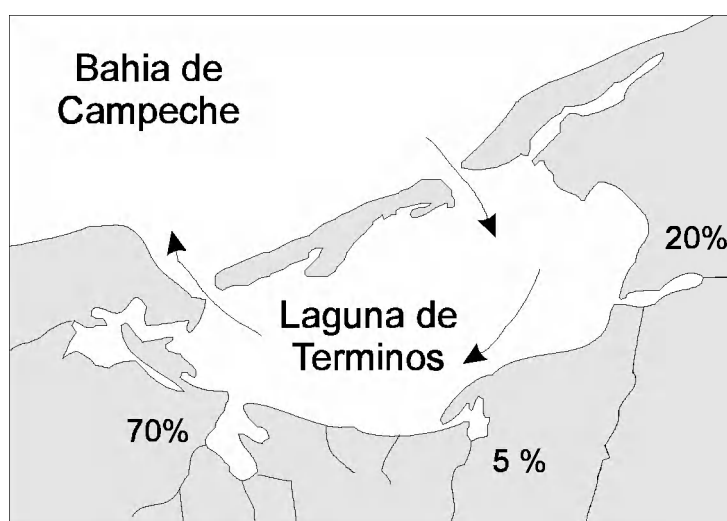 Bahia de
Campeche
20%
Laguna de
Terminos
70%
5 %